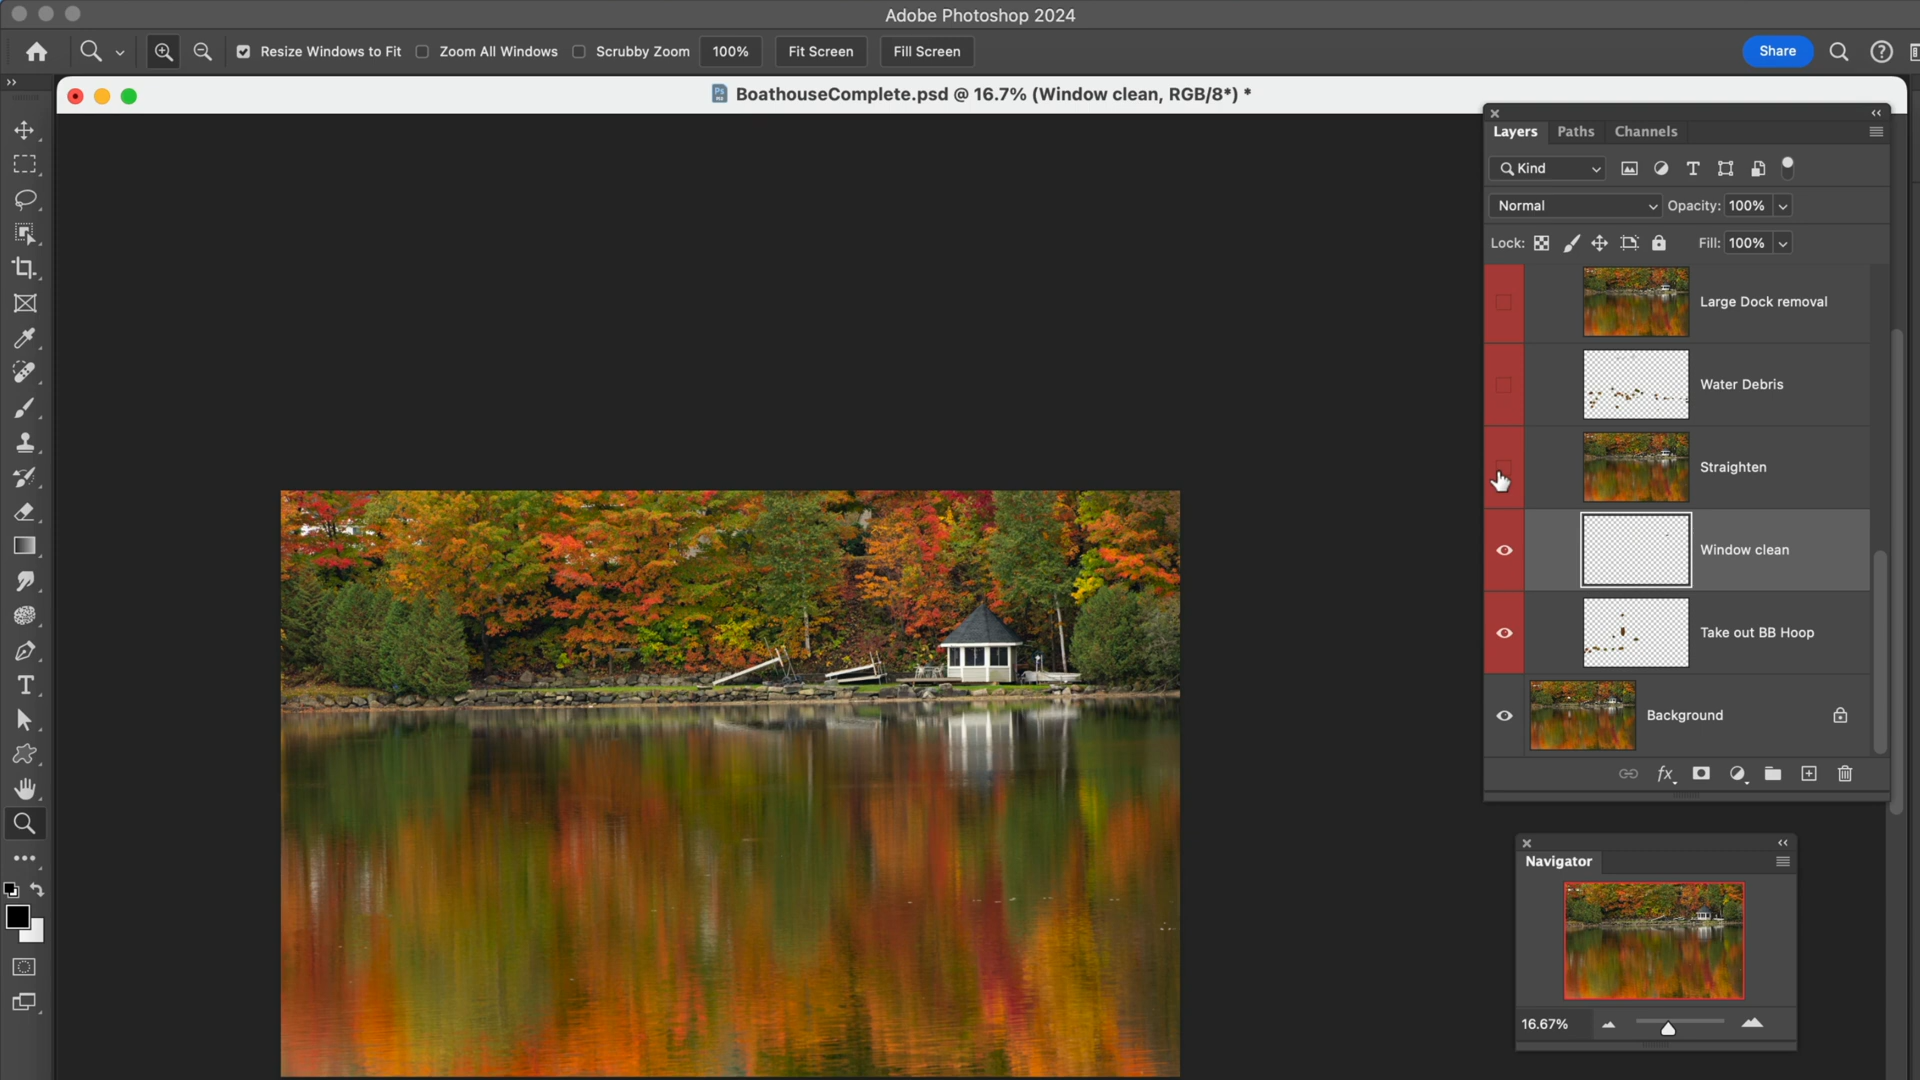 Adobe Photoshop 2024
Resize Windows to Fit
Zoom All Windows
Scrubby Zoom
100%
Fit Screen
Fill Screen
Share
BoathouseComplete.psd @ 16.7% (Window clean, RGB/8*) *
Layers
Paths
Channels
Kind
Normal
Opacity: 100%
Lock:
Fill: 100%
Large Dock removal
Water Debris
Straighten
Window clean
Take out BB Hoop
Background
fx
Navigator
16.67%